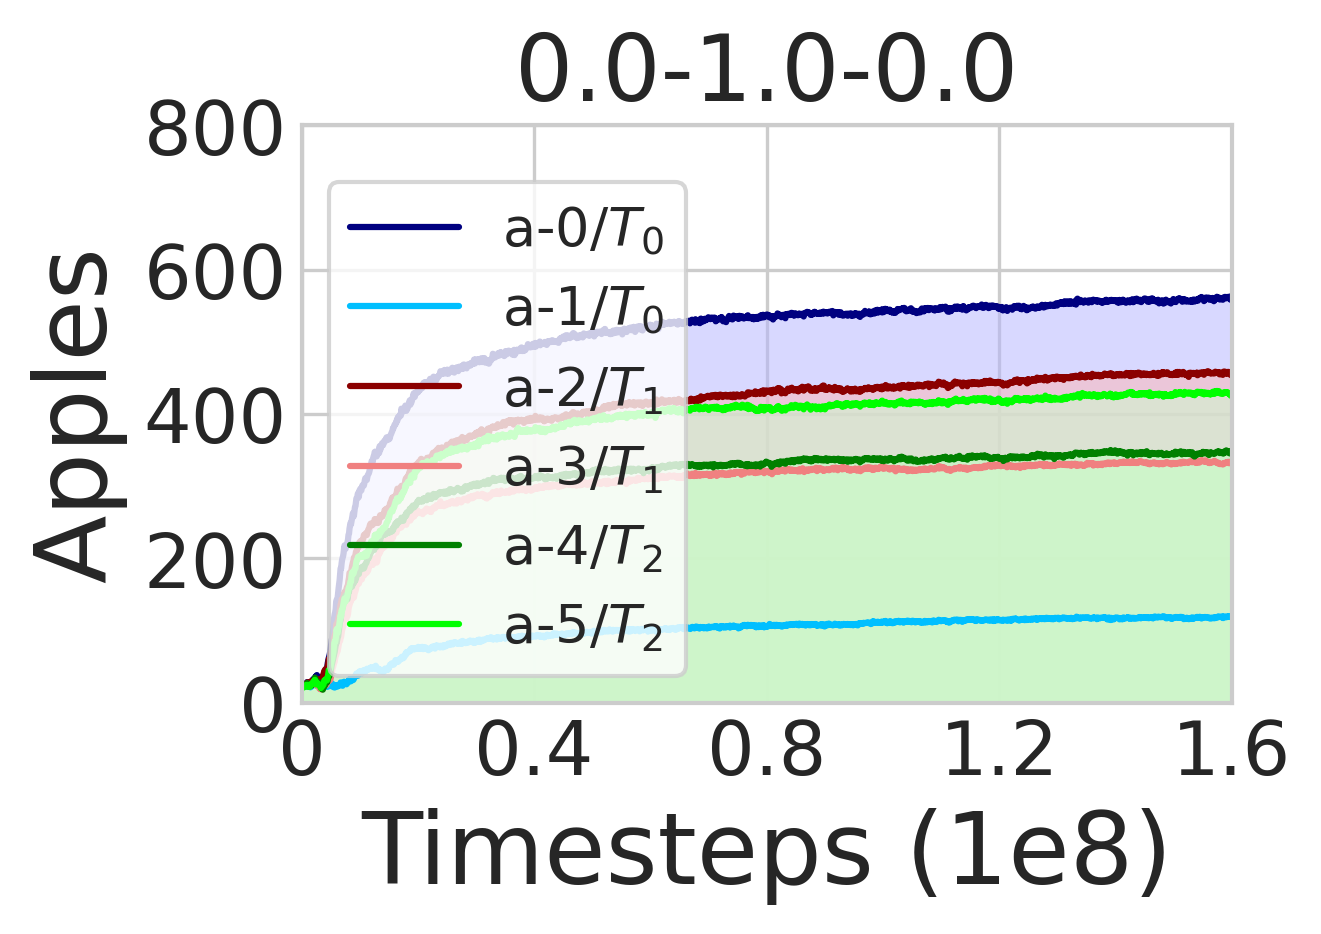 0.0-1.0-0.0
800
600
400
200
0
Apples
a-0/T₀
a-1/T₀
a-2/T₁
a-3/T₁
a-4/T₂
a-5/T₂
0 0.4 0.8 1.2 1.6
Timesteps (1e8)